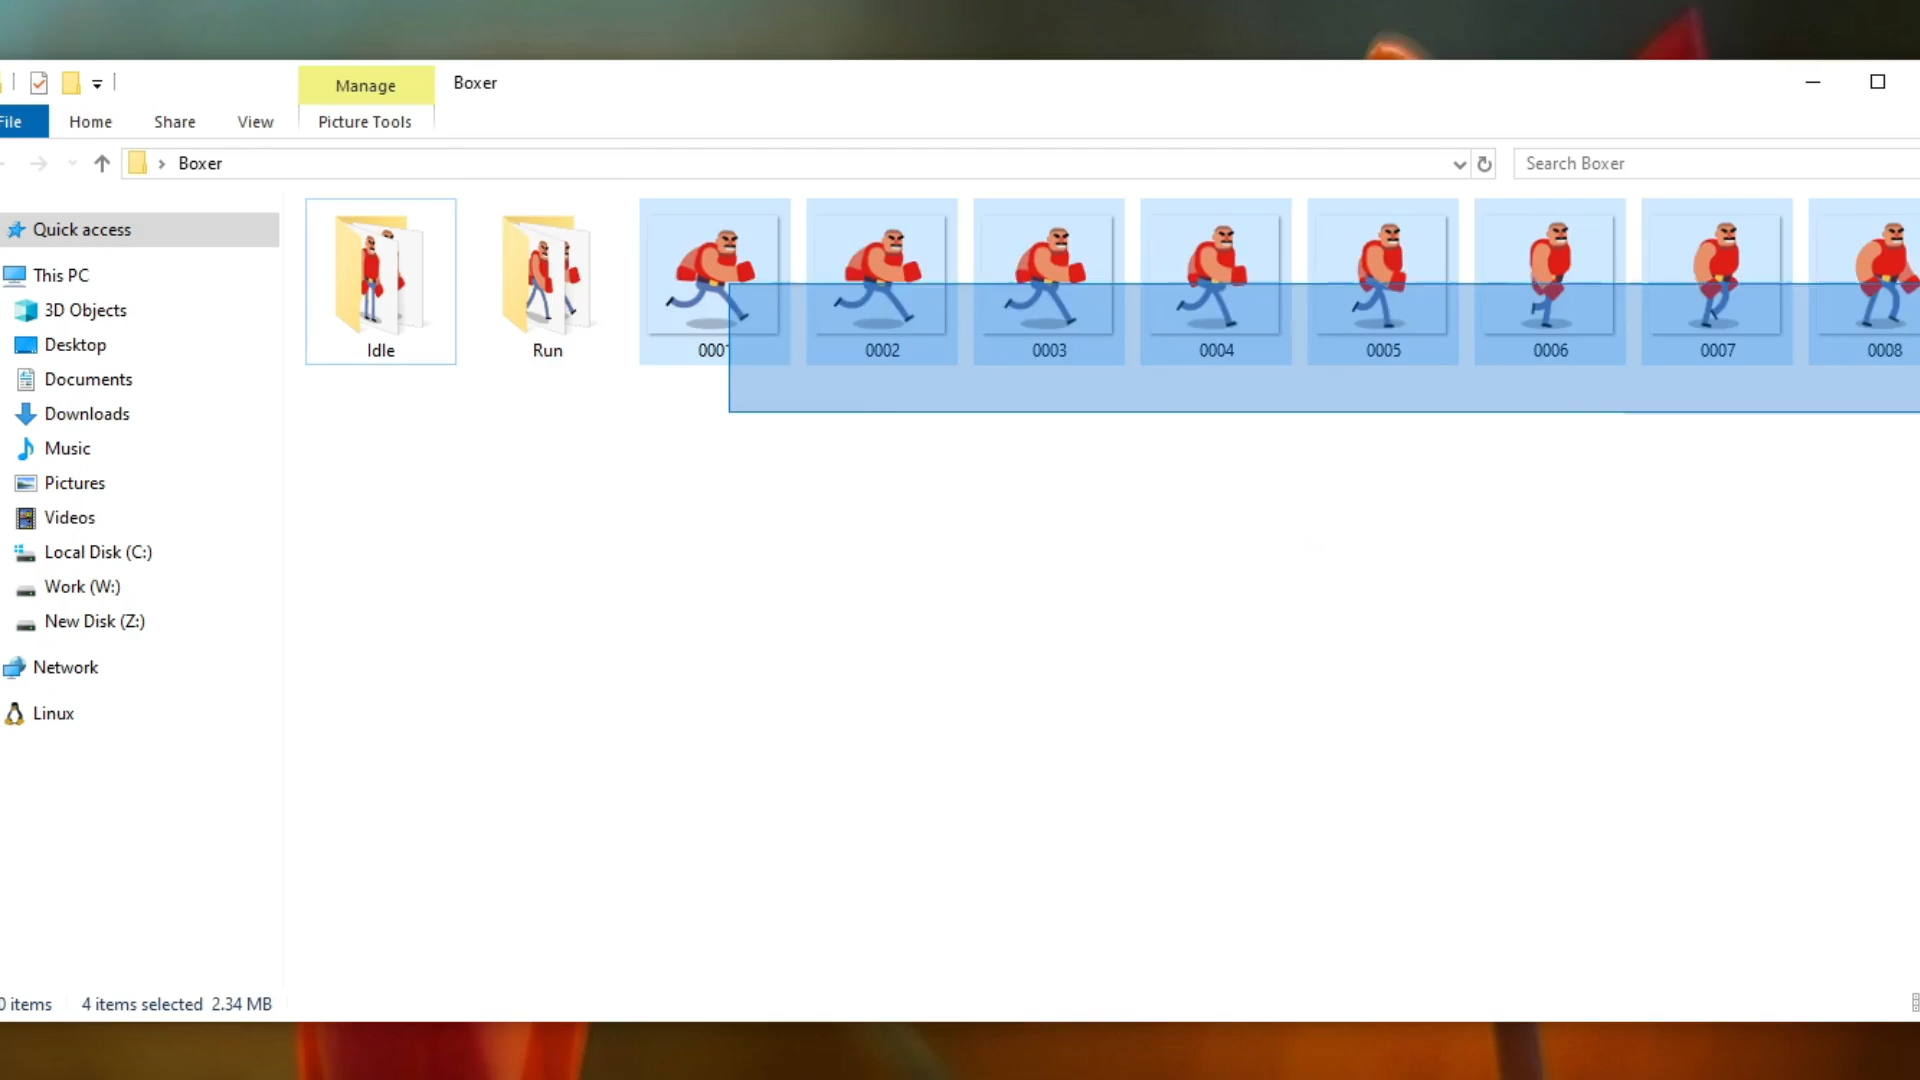 Manage
Boxer
File
Home
Share
View
Picture Tools
Boxer
Search Boxer
Quick access
This PC
3D Objects
Desktop
Documents
Downloads
Music
Pictures
Videos
Local Disk (C:)
Work (W:)
New Disk (Z:)
Network
Linux
Idle
Run
0001
0002
0003
0004
0005
0006
0007
0008
0 items
4 items selected 2.34 MB